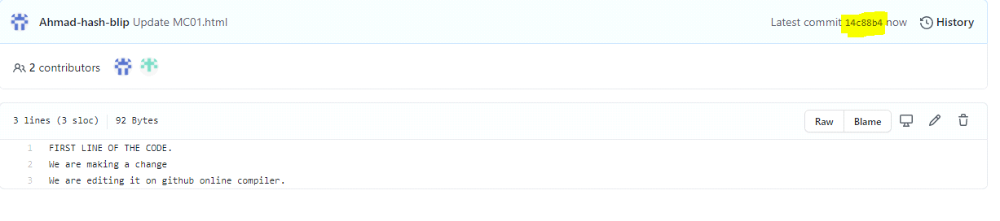 Ahmad-hash-blip Update MC01.html Latest commit 14c88b4 now History
2 contributors
3 lines (3 sloc) 92 Bytes Raw Blame
1 FIRST LINE OF THE CODE.
2 We are making a change
3 We are editing it on github online compiler.